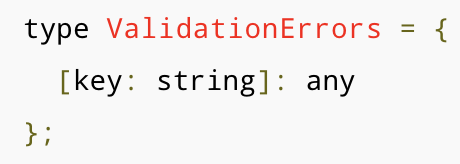 type ValidationErrors = {
  [key: string]: any
};